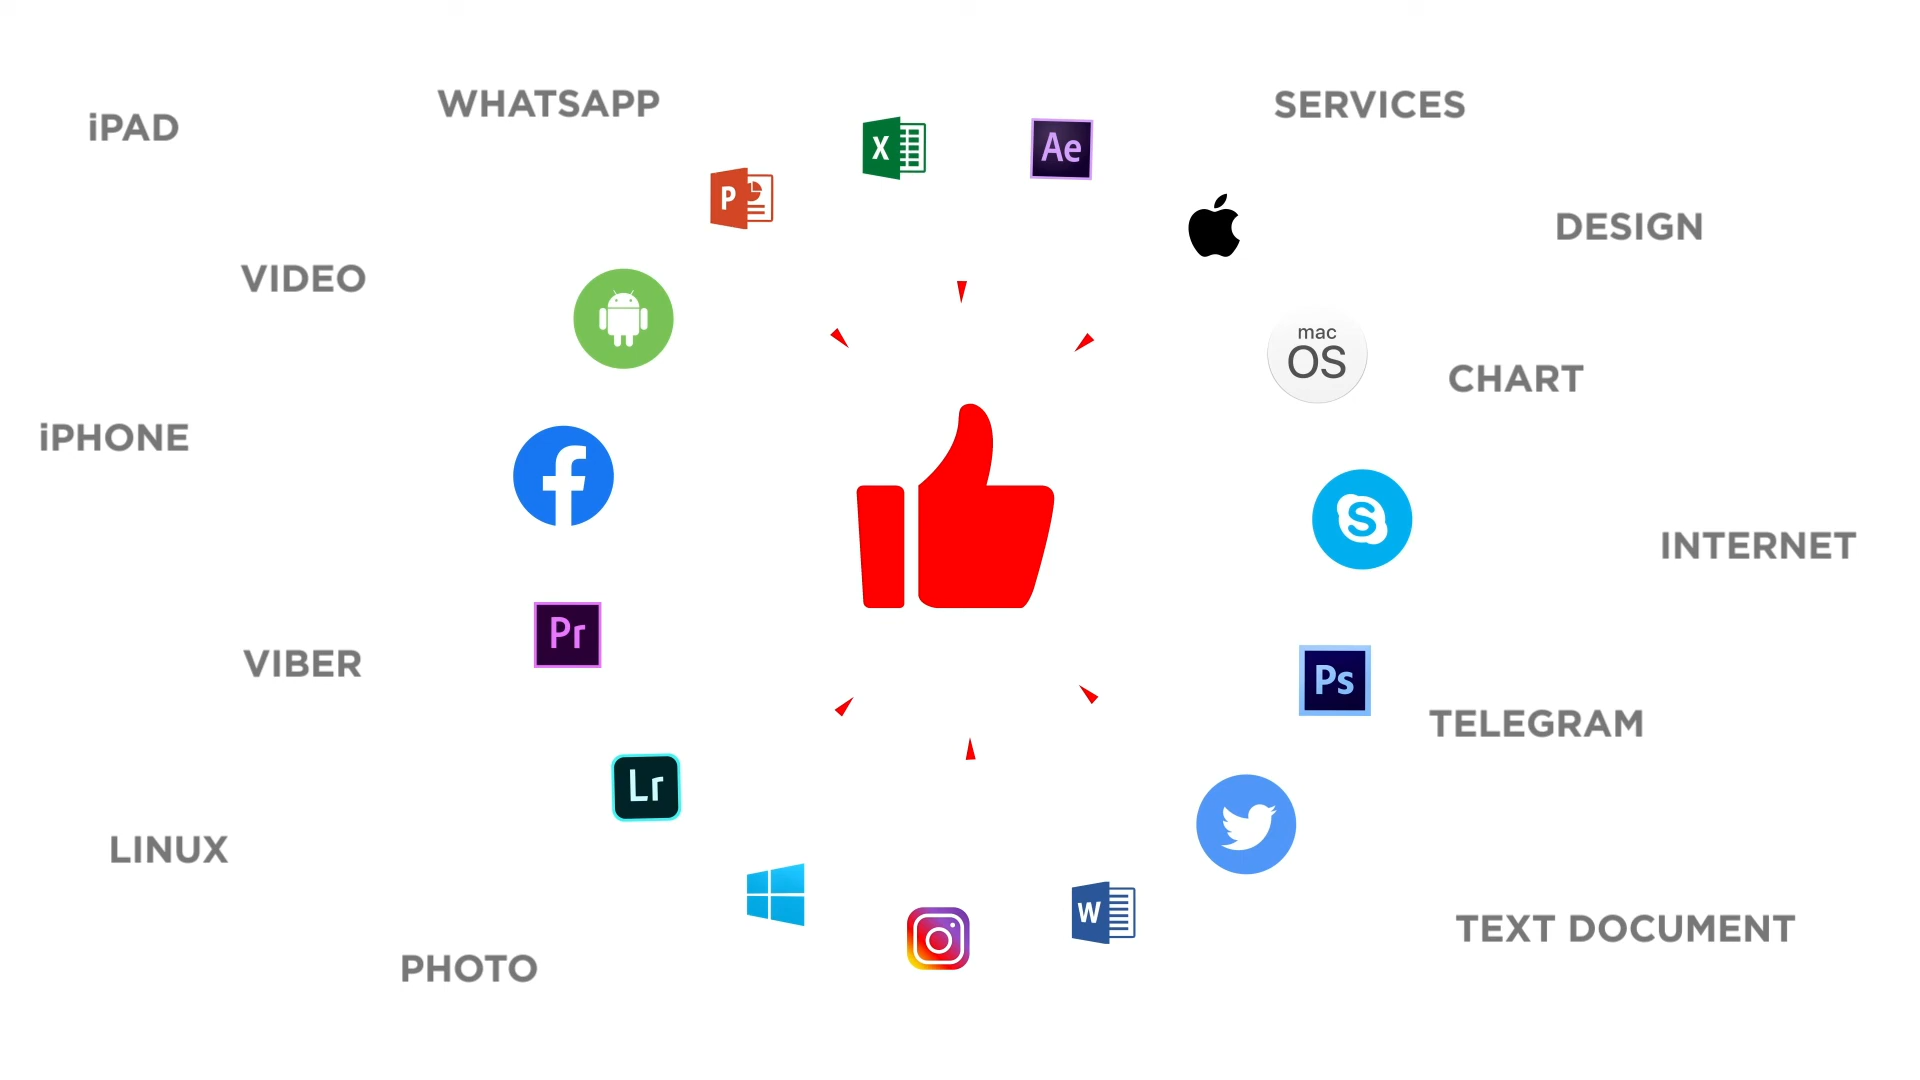 WHATSAPP
SERVICES
iPAD
X
Ae
P
DESIGN
VIDEO
mac
OS
CHART
iPHONE
f
S
INTERNET
Pr
VIBER
Ps
TELEGRAM
Lr
LINUX
W
TEXT DOCUMENT
PHOTO